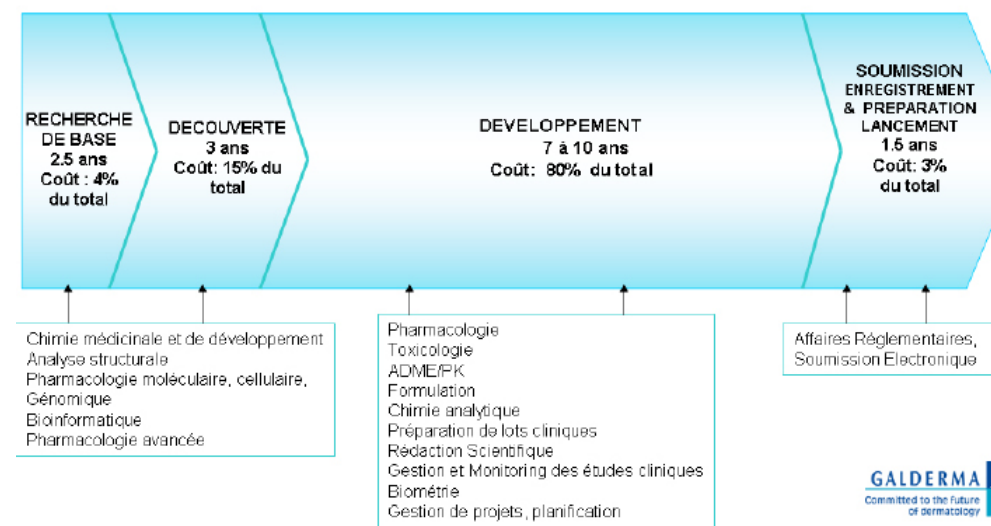 RECHERCHE
DE BASE
2.5 ans
Coût : 4%
du total
DECOUVERTE
3 ans
Coût: 15% du
total
DEVELOPPEMENT
7 à 10 ans
Coût: 80% du total
SOUMISSION
ENREGISTREMENT
& PREPARATION
LANCEMENT
1.5 ans
Coût: 3%
du total
Chimie médicinale et de développement
Analyse structurale
Pharmacologie moléculaire, cellulaire,
Génomique
Bioinformatique
Pharmacologie avancée
Pharmacologie
Toxicologie
ADME/PK
Formulation
Chimie analytique
Préparation de lots cliniques
Rédaction Scientifique
Gestion et Monitoring des études cliniques
Biométrie
Gestion de projets, planification
Affaires Réglementaires,
Soumission Electronique
GALDERMA
Committed to the future
of dermatology